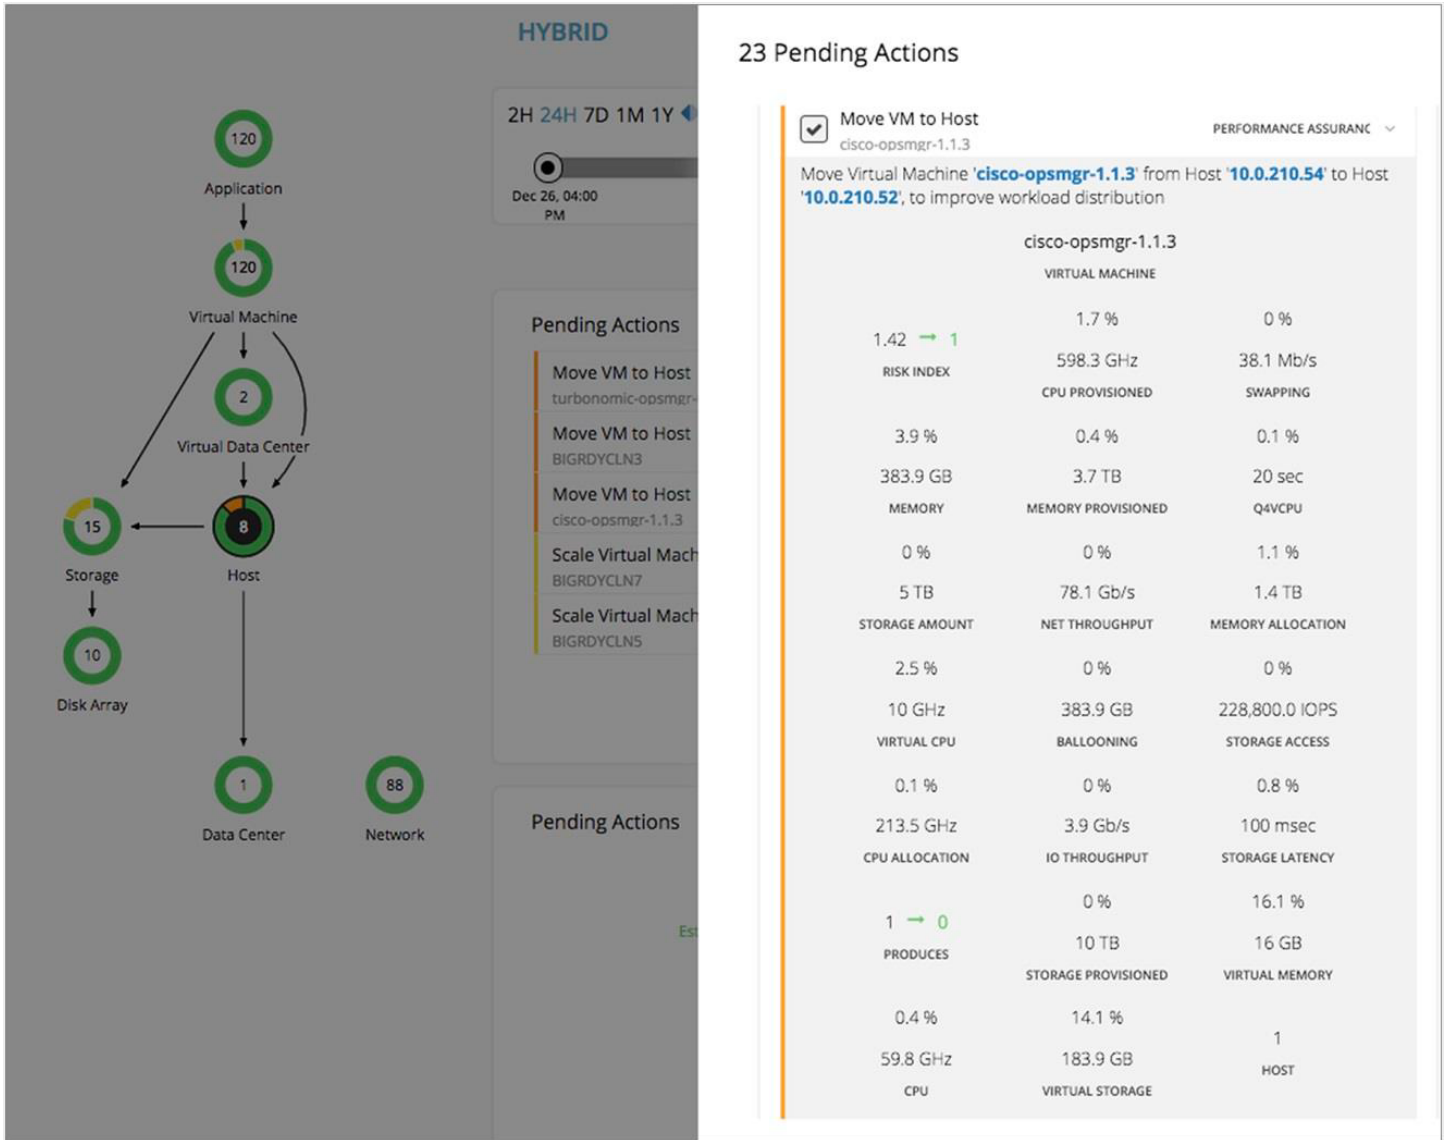 HYBRID
2H 24H 7D 1M 1Y
Dec 26, 04:00
PM
120
Application
120
Virtual Machine
2
Virtual Data Center
15
Storage
8
Host
10
Disk Array
1
Data Center
88
Network
Pending Actions
Move VM to Host
turbonomic-opsmgr-
Move VM to Host
BIGRDYCLN3
Move VM to Host
cisco-opsmgr-1.1.3
Scale Virtual Mach
BIGRDYCLN7
Scale Virtual Mach
BIGRDYCLN5
Pending Actions
Est
23 Pending Actions
Move VM to Host
cisco-opsmgr-1.1.3
PERFORMANCE ASSURANC
Move Virtual Machine 'cisco-opsmgr-1.1.3' from Host '10.0.210.54' to Host
'10.0.210.52', to improve workload distribution
cisco-opsmgr-1.1.3
VIRTUAL MACHINE
1.42 → 1
RISK INDEX
1.7 %
598.3 GHz
CPU PROVISIONED
0 %
38.1 Mb/s
SWAPPING
3.9 %
383.9 GB
MEMORY
0.4 %
3.7 TB
MEMORY PROVISIONED
0.1 %
20 sec
Q4VCPU
0 %
5 TB
STORAGE AMOUNT
0 %
78.1 Gb/s
NET THROUGHPUT
1.1 %
1.4 TB
MEMORY ALLOCATION
2.5 %
10 GHz
VIRTUAL CPU
0 %
383.9 GB
BALLOONING
0 %
228,800.0 IOPS
STORAGE ACCESS
0.1 %
213.5 GHz
CPU ALLOCATION
0 %
3.9 Gb/s
IO THROUGHPUT
0.8 %
100 msec
STORAGE LATENCY
1 → 0
PRODUCES
0 %
10 TB
STORAGE PROVISIONED
16.1 %
16 GB
VIRTUAL MEMORY
0.4 %
59.8 GHz
CPU
14.1 %
183.9 GB
VIRTUAL STORAGE
1
HOST